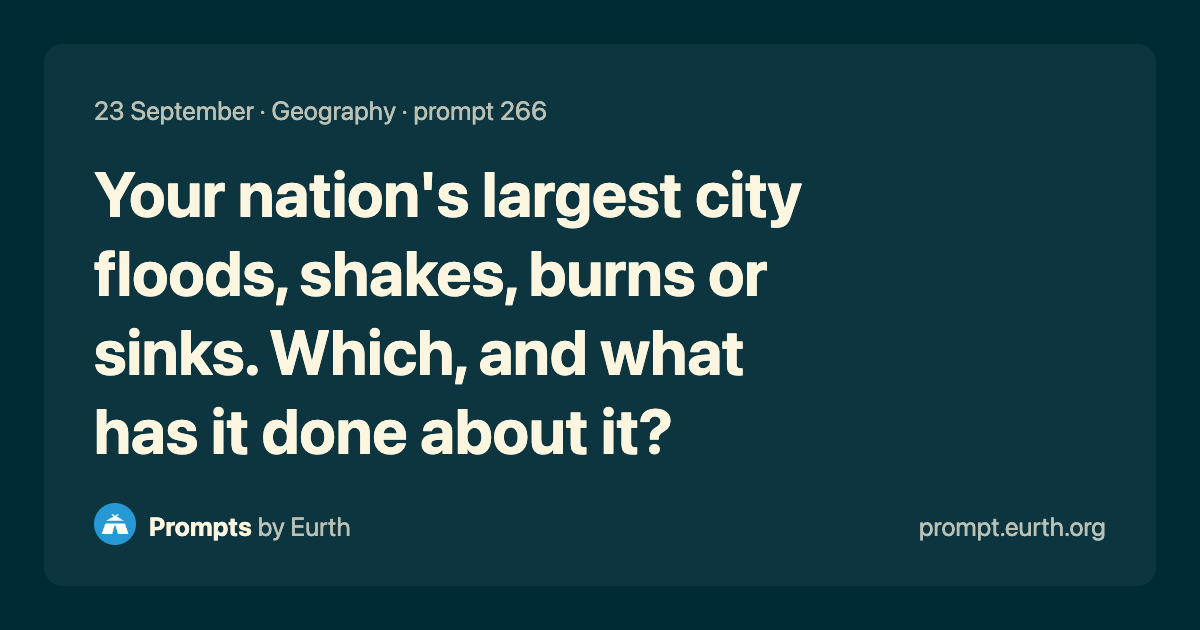 23 September · Geography · prompt 266
Your nation's largest city
floods, shakes, burns or
sinks. Which, and what
has it done about it?
Prompts by Eurth
prompt.eurth.org